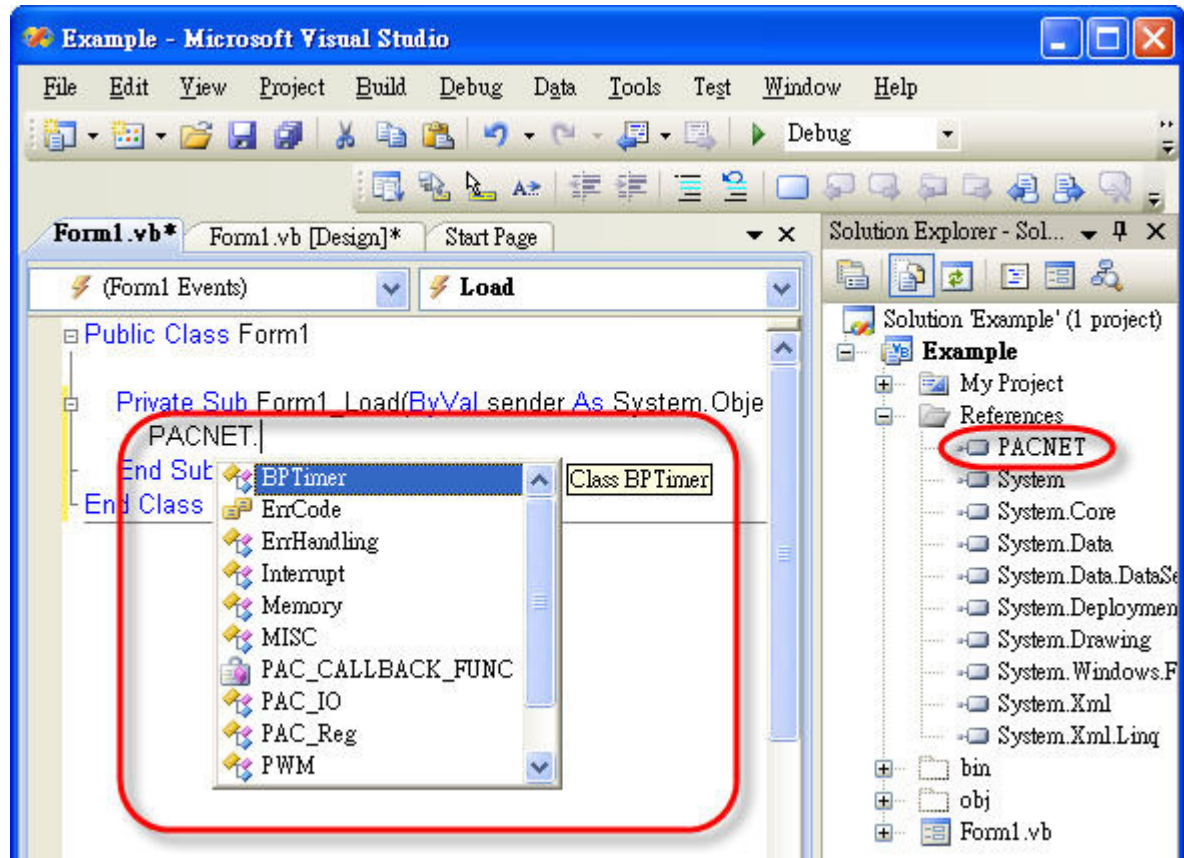 Example - Microsoft Visual Studio
File Edit View Project Build Debug Data Tools Test Window Help
Debug
Form1.vb* Form1.vb [Design]* Start Page
(Form1 Events) Load
Public Class Form1
Private Sub Form1_Load(ByVal sender As System.Obje
PACNET.
End Sub
End Class
BPTimer
Class BPTimer
ErrCode
ErrHandling
Interrupt
Memory
MISC
PAC_CALLBACK_FUNC
PAC_IO
PAC_Reg
PWM
Solution Explorer - Sol...
Solution 'Example' (1 project)
Example
My Project
References
PACNET
System
System.Core
System.Data
System.Data.DataSe
System.Deploymen
System.Drawing
System.Windows.F
System.Xml
System.Xml.Linq
bin
obj
Form1.vb